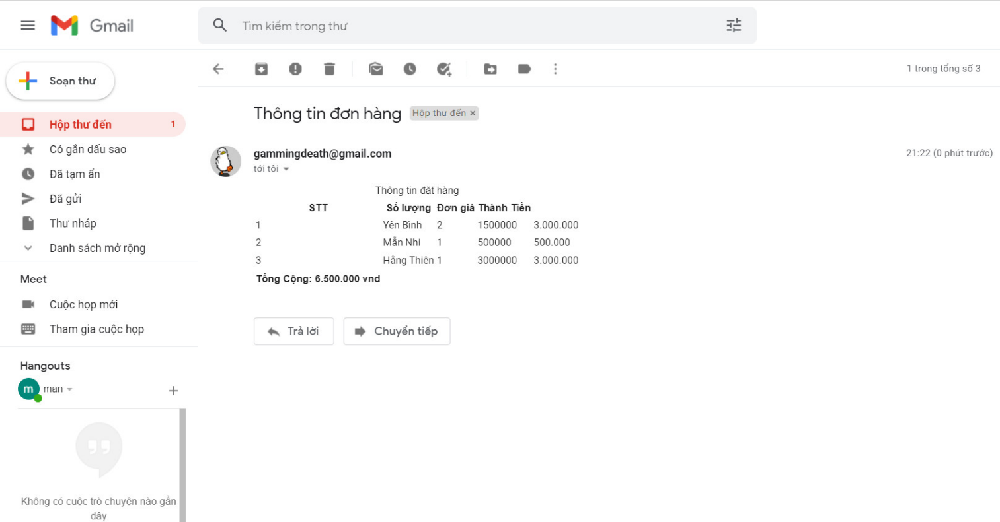 Gmail
Tìm kiếm trong thư
Soạn thư
1 trong tổng số 3
Thông tin đơn hàng Hộp thư đến ×
Hộp thư đến 1
Có gắn dấu sao
Đã tạm ẩn
Đã gửi
Thư nháp
Danh sách mở rộng
gammingdeath@gmail.com 21:22 (0 phút trước)
tới tôi
Thông tin đặt hàng
STT Số lượng Đơn giá Thành Tiền
1 Yên Bình 2 1500000 3.000.000
2 Mẫn Nhi 1 500000 500.000
3 Hằng Thiên 1 3000000 3.000.000
Tổng Cộng: 6.500.000 vnd
Trả lời Chuyển tiếp
Meet
Cuộc họp mới
Tham gia cuộc họp
Hangouts
m man
Không có cuộc trò chuyện nào gần
đây